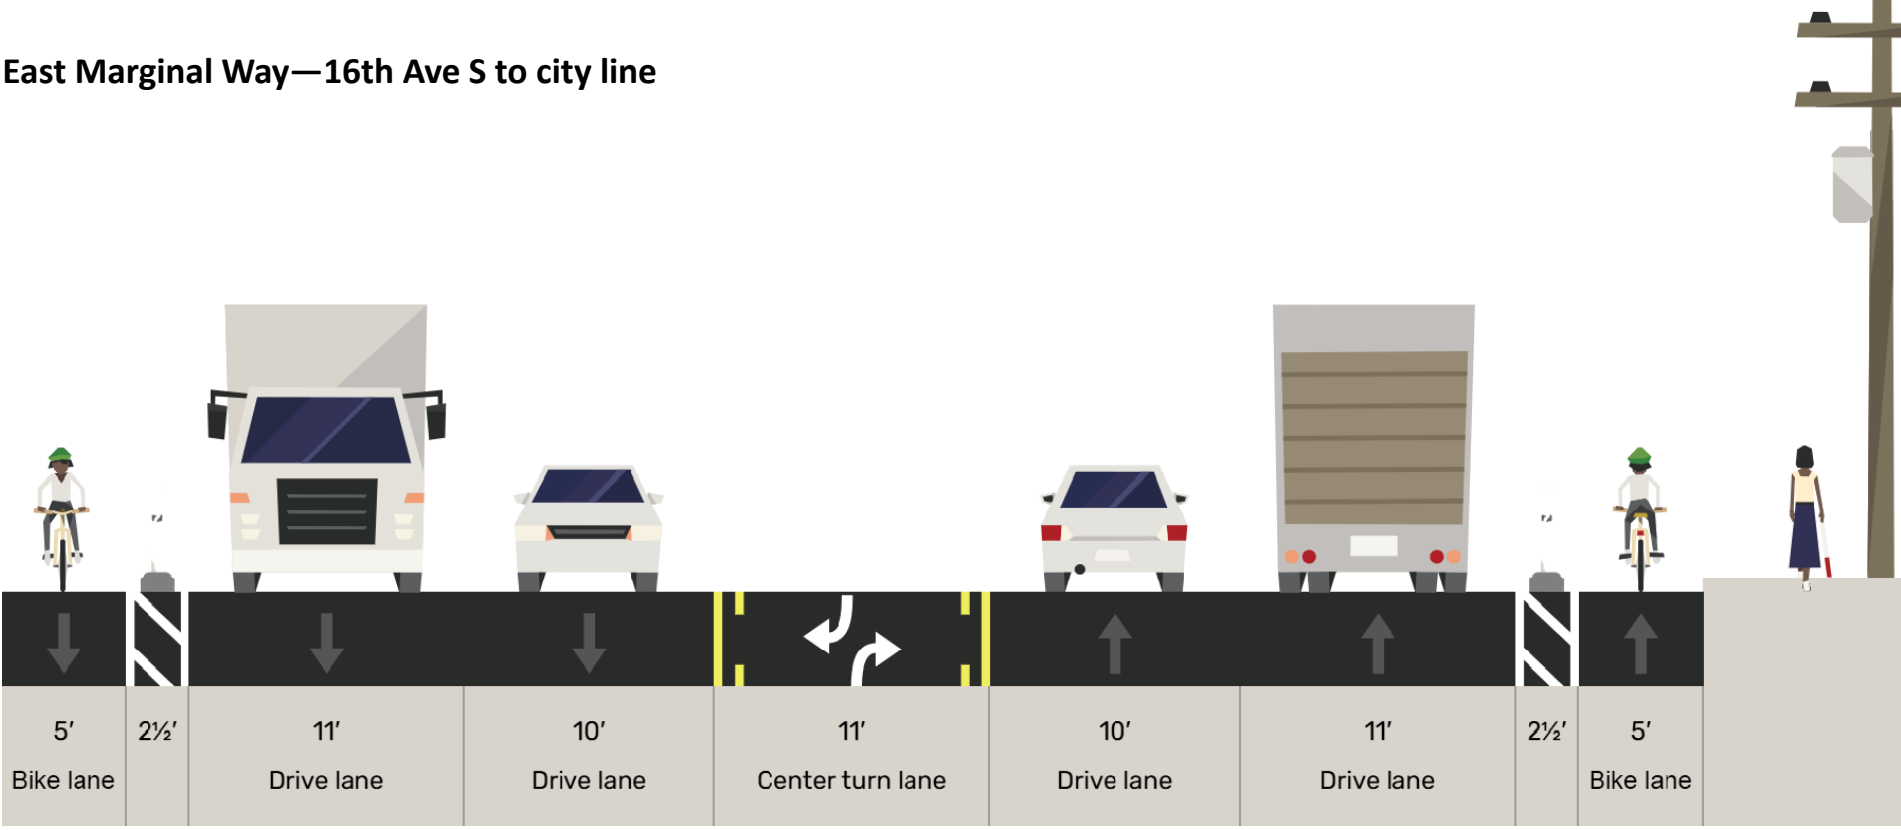 East Marginal Way—16th Ave S to city line
5′ 2½′ 11′ 10′ 11′ 10′ 11′ 2½′ 5′
Bike lane Drive lane Drive lane Center turn lane Drive lane Drive lane Bike lane